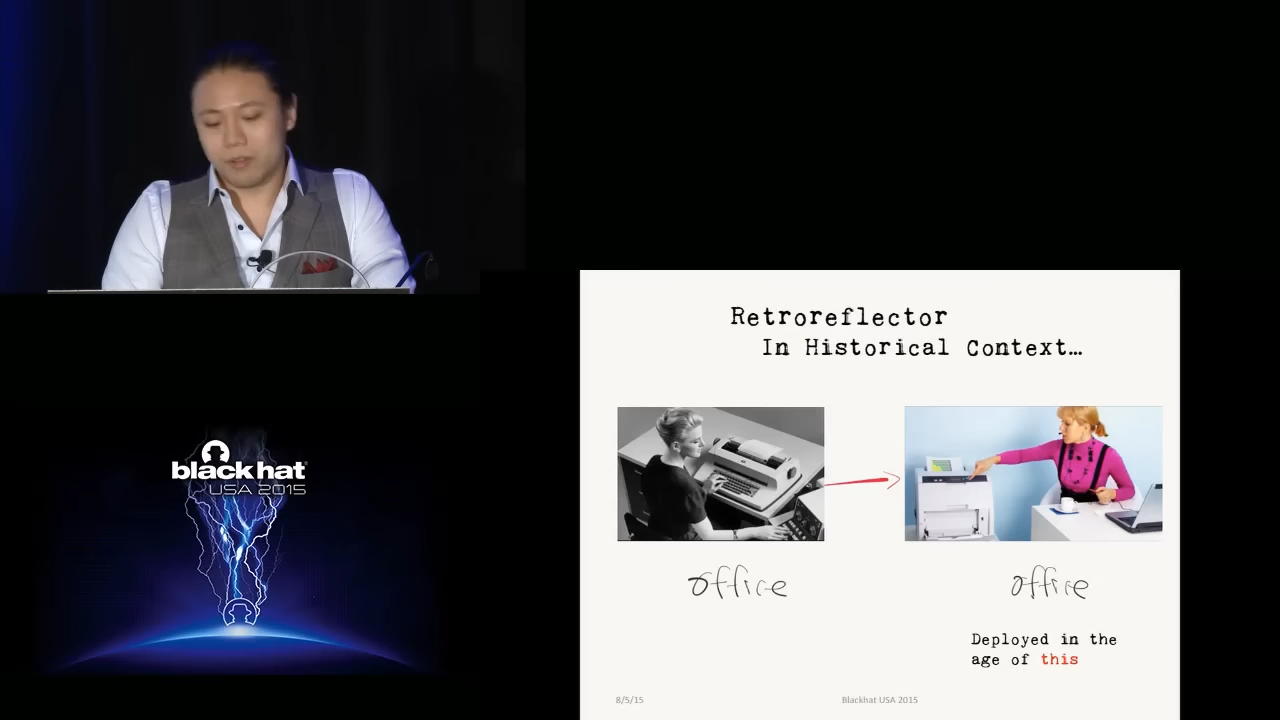 black hat
USA 2015
Retroreflector
In Historical Context…
office
office
Deployed in the
age of this
8/5/15
Blackhat USA 2015